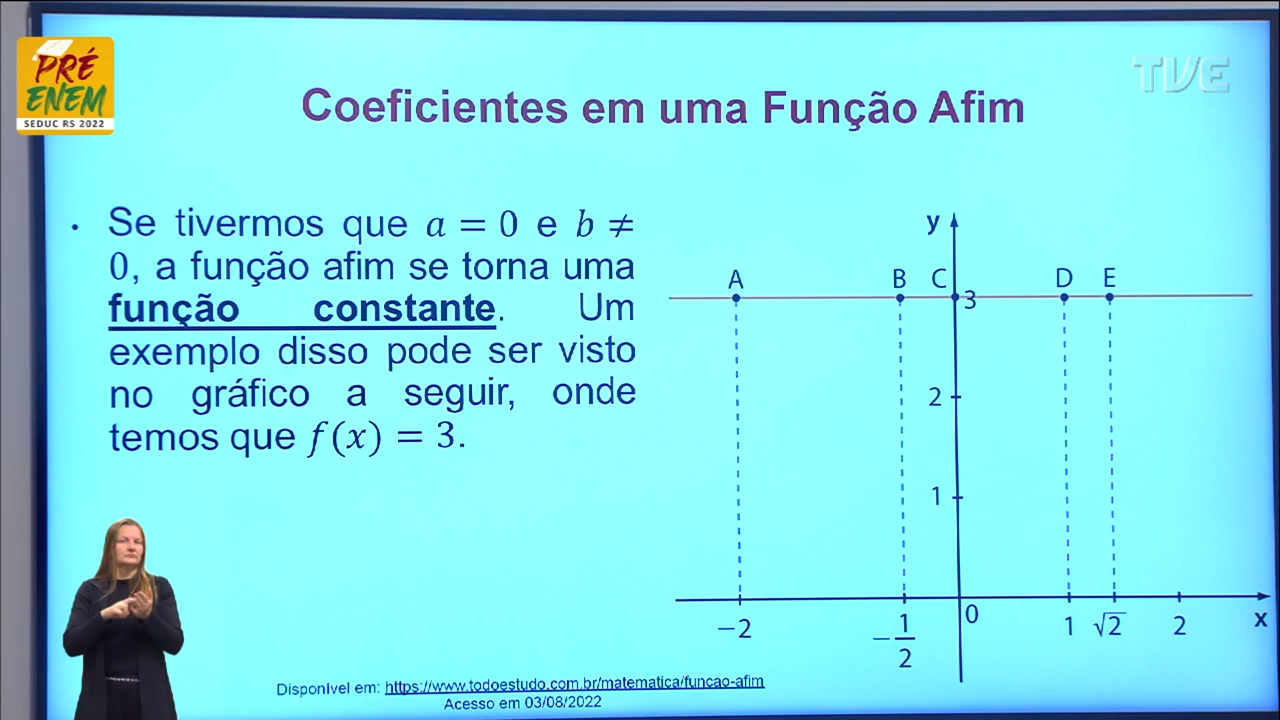 PRÉ
ENEM
SEDUC RS 2022
TVE
Coeficientes em uma Função Afim
• Se tivermos que a = 0 e b ≠
0, a função afim se torna uma
função constante. Um
exemplo disso pode ser visto
no gráfico a seguir, onde
temos que f(x) = 3.
y
A B C D E
3
2
1
0
−2 −1/2 1 √2 2 x
Disponível em: https://www.todoestudo.com.br/matematica/funcao-afim
Acesso em 03/08/2022